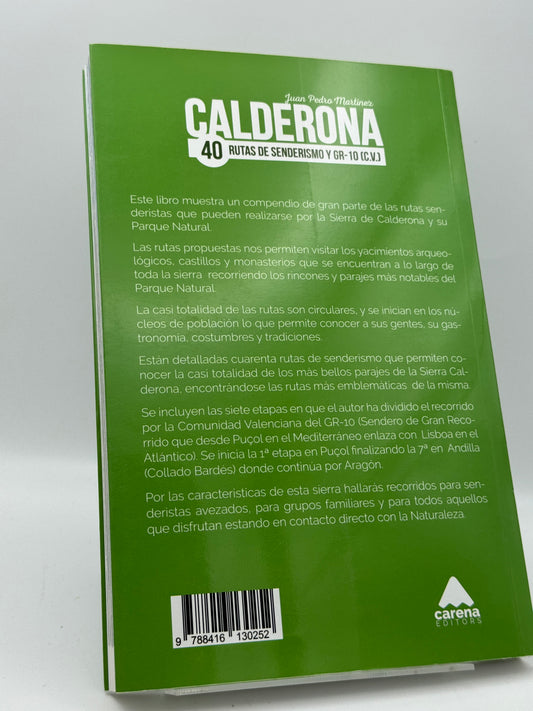 Juan Pedro Martínez
CALDERONA
40 RUTAS DE SENDERISMO Y GR-10 (C.V.)
Este libro muestra un compendio de gran parte de las rutas sen-
deristas que pueden realizarse por la Sierra de Calderona y su
Parque Natural.
Las rutas propuestas nos permiten visitar los yacimientos arqueo-
lógicos, castillos y monasterios que se encuentran a lo largo de
toda la sierra recorriendo los rincones y parajes más notables del
Parque Natural.
La casi totalidad de las rutas son circulares, y se inician en los nú-
cleos de población lo que permite conocer a sus gentes, su gas-
tronomía, costumbres y tradiciones.
Están detalladas cuarenta rutas de senderismo que permiten co-
nocer la casi totalidad de los más bellos parajes de la Sierra Cal-
derona, encontrándose las rutas más emblemáticas de la misma.
Se incluyen las siete etapas en que el autor ha dividido el recorrido
por la Comunidad Valenciana del GR-10 (Sendero de Gran Reco-
rrido que desde Puçol en el Mediterráneo enlaza con Lisboa en el
Atlántico). Se inicia la 1ª etapa en Puçol finalizando la 7ª en Andilla
(Collado Bardés) donde continúa por Aragón.
Por las características de esta sierra hallarás recorridos para sen-
deristas avezados, para grupos familiares y para todos aquellos
que disfrutan estando en contacto directo con la Naturaleza.
9 788416 130252
carena
EDITORS